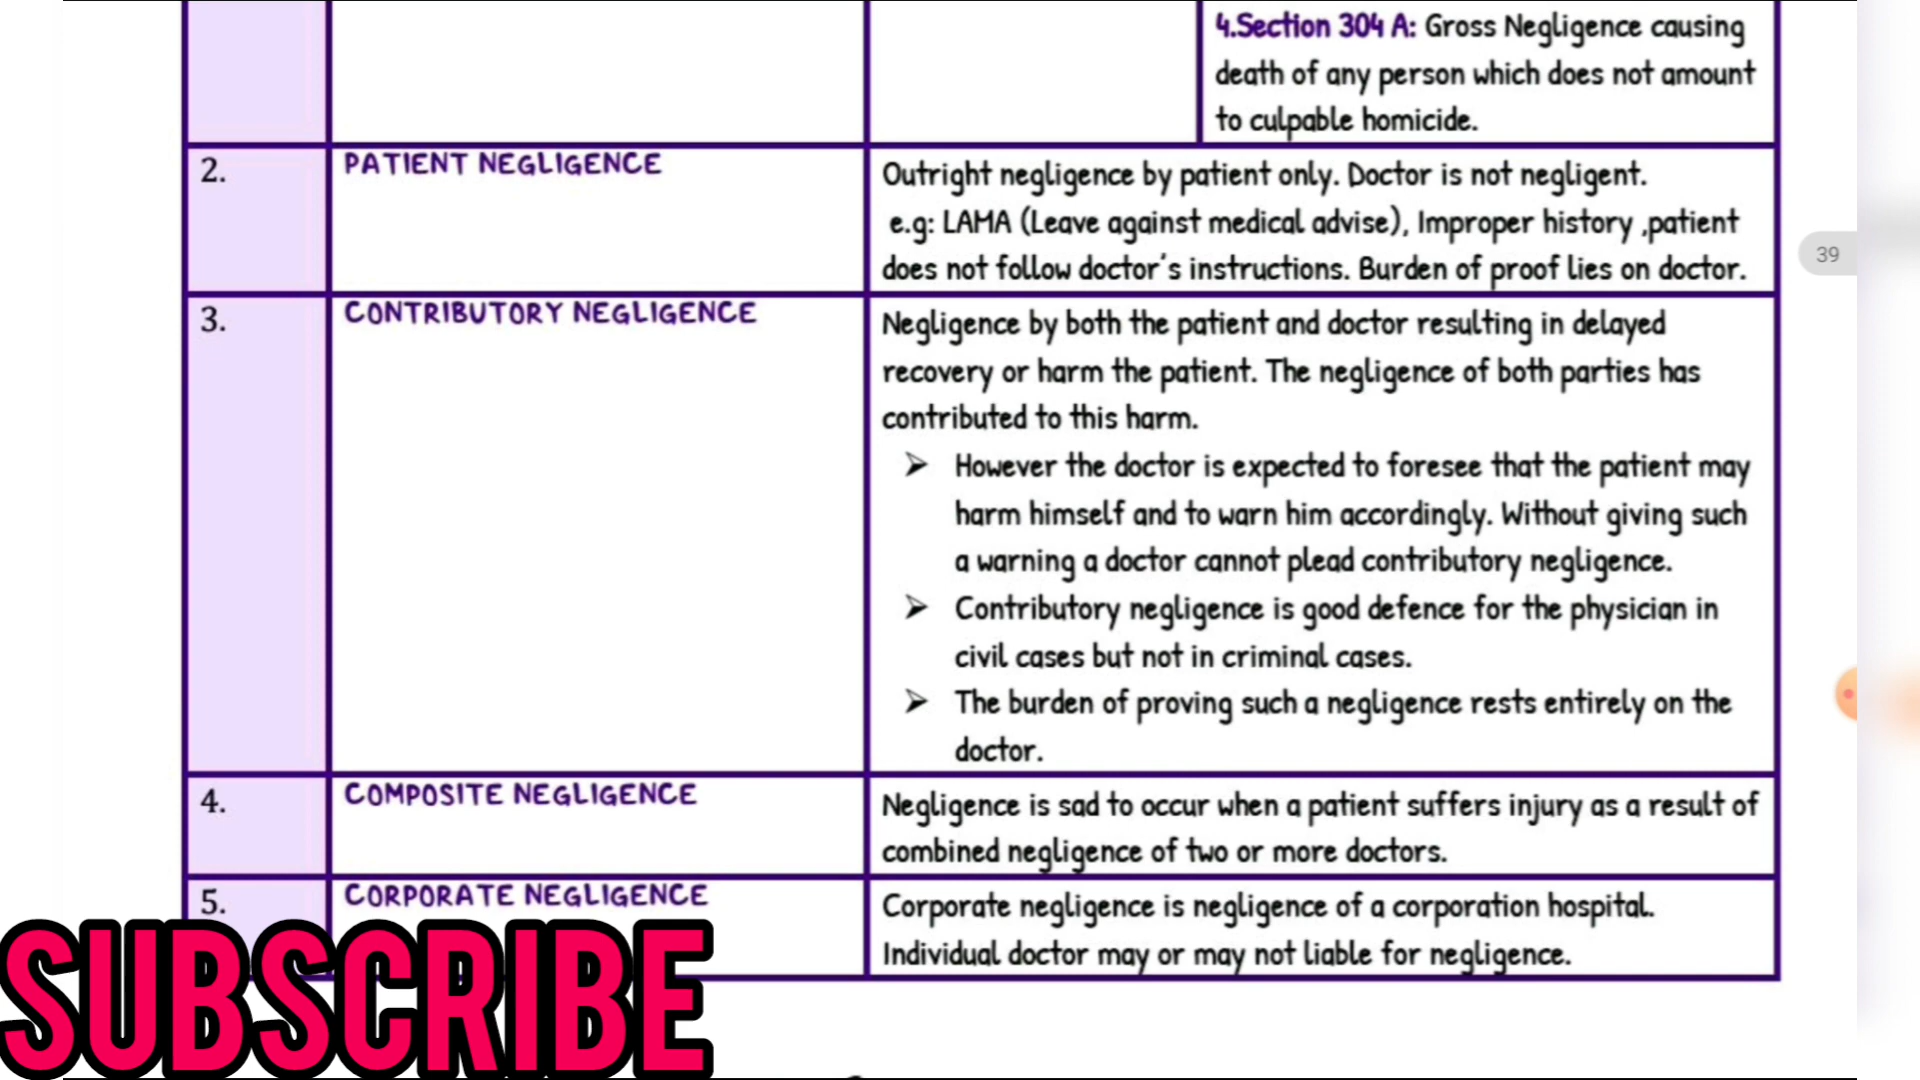 4.Section 304 A: Gross Negligence causing
death of any person which does not amount
to culpable homicide.
2.
PATIENT NEGLIGENCE
Outright negligence by patient only. Doctor is not negligent.
e.g: LAMA (Leave against medical advise), Improper history ,patient
does not follow doctor's instructions. Burden of proof lies on doctor.
39
3.
CONTRIBUTORY NEGLIGENCE
Negligence by both the patient and doctor resulting in delayed
recovery or harm the patient. The negligence of both parties has
contributed to this harm.
➢ However the doctor is expected to foresee that the patient may
harm himself and to warn him accordingly. Without giving such
a warning a doctor cannot plead contributory negligence.
➢ Contributory negligence is good defence for the physician in
civil cases but not in criminal cases.
➢ The burden of proving such a negligence rests entirely on the
doctor.
4.
COMPOSITE NEGLIGENCE
Negligence is sad to occur when a patient suffers injury as a result of
combined negligence of two or more doctors.
5.
CORPORATE NEGLIGENCE
Corporate negligence is negligence of a corporation hospital.
Individual doctor may or may not liable for negligence.
SUBSCRIBE